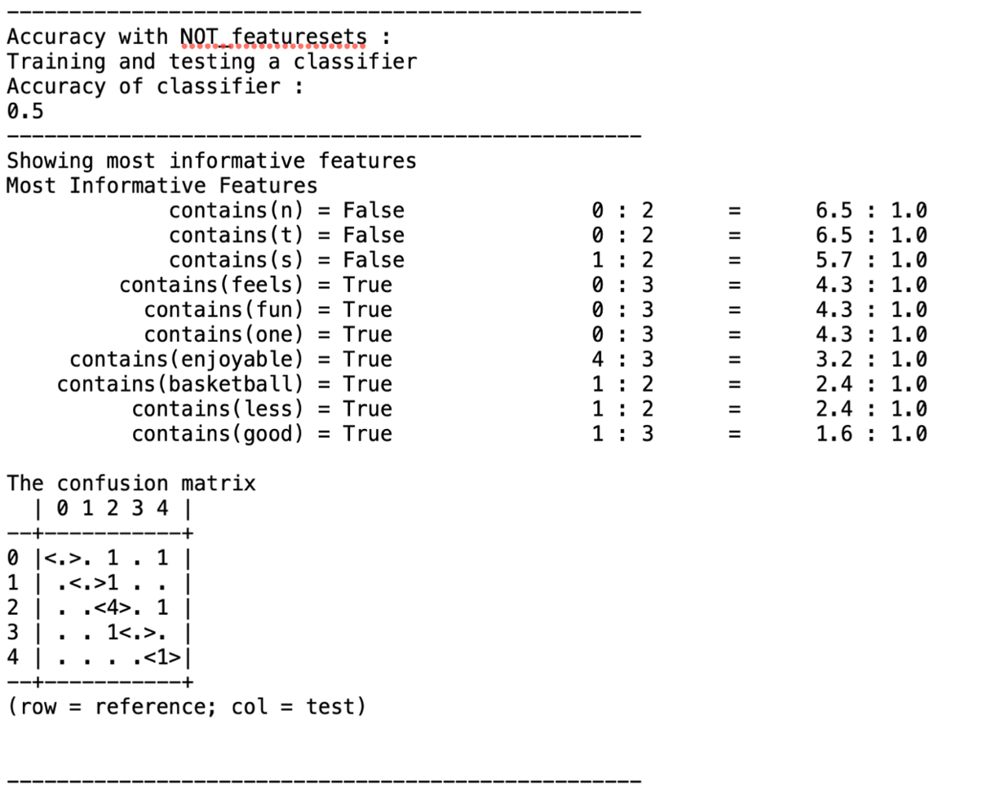 ---------------------------------------------------
Accuracy with NOT_featuresets :
Training and testing a classifier
Accuracy of classifier :
0.5
---------------------------------------------------
Showing most informative features
Most Informative Features
             contains(n) = False               0 : 2      =      6.5 : 1.0
             contains(t) = False               0 : 2      =      6.5 : 1.0
             contains(s) = False               1 : 2      =      5.7 : 1.0
         contains(feels) = True                0 : 3      =      4.3 : 1.0
           contains(fun) = True                0 : 3      =      4.3 : 1.0
           contains(one) = True                0 : 3      =      4.3 : 1.0
     contains(enjoyable) = True                4 : 3      =      3.2 : 1.0
    contains(basketball) = True                1 : 2      =      2.4 : 1.0
          contains(less) = True                1 : 2      =      2.4 : 1.0
          contains(good) = True                1 : 3      =      1.6 : 1.0

The confusion matrix
  | 0 1 2 3 4 |
--+-----------+
0 |<.>. 1 . 1 |
1 | .<.>1 . . |
2 | . .<4>. 1 |
3 | . . 1<.>. |
4 | . . . .<1>|
--+-----------+
(row = reference; col = test)

---------------------------------------------------